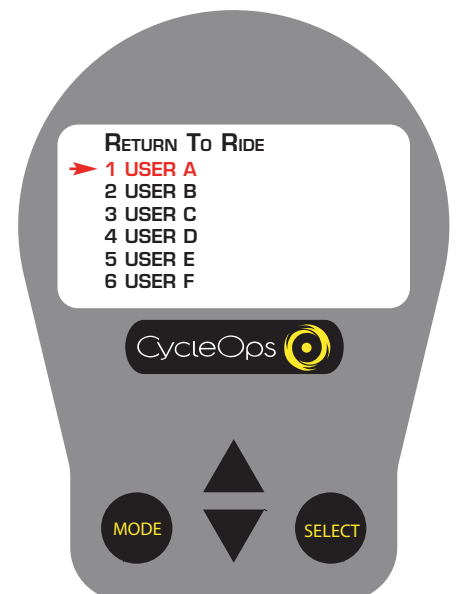 Return To Ride
1 USER A
2 USER B
3 USER C
4 USER D
5 USER E
6 USER F
CycleOps
MODE
SELECT